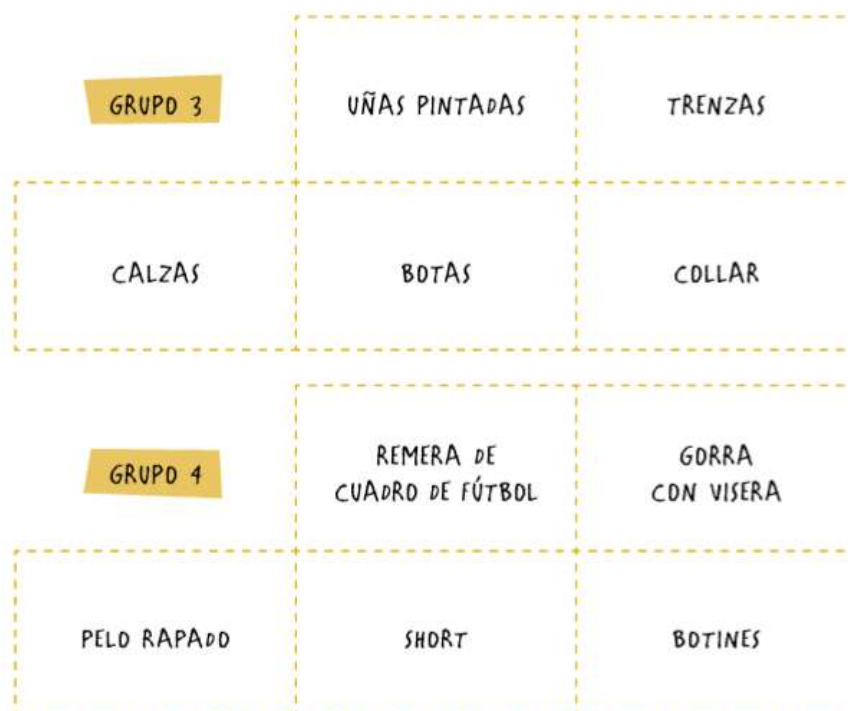 GRUPO 3
UÑAS PINTADAS
TRENZAS
CALZAS
BOTAS
COLLAR
GRUPO 4
REMERA DE
CUADRO DE FÚTBOL
GORRA
CON VISERA
PELO RAPADO
SHORT
BOTINES